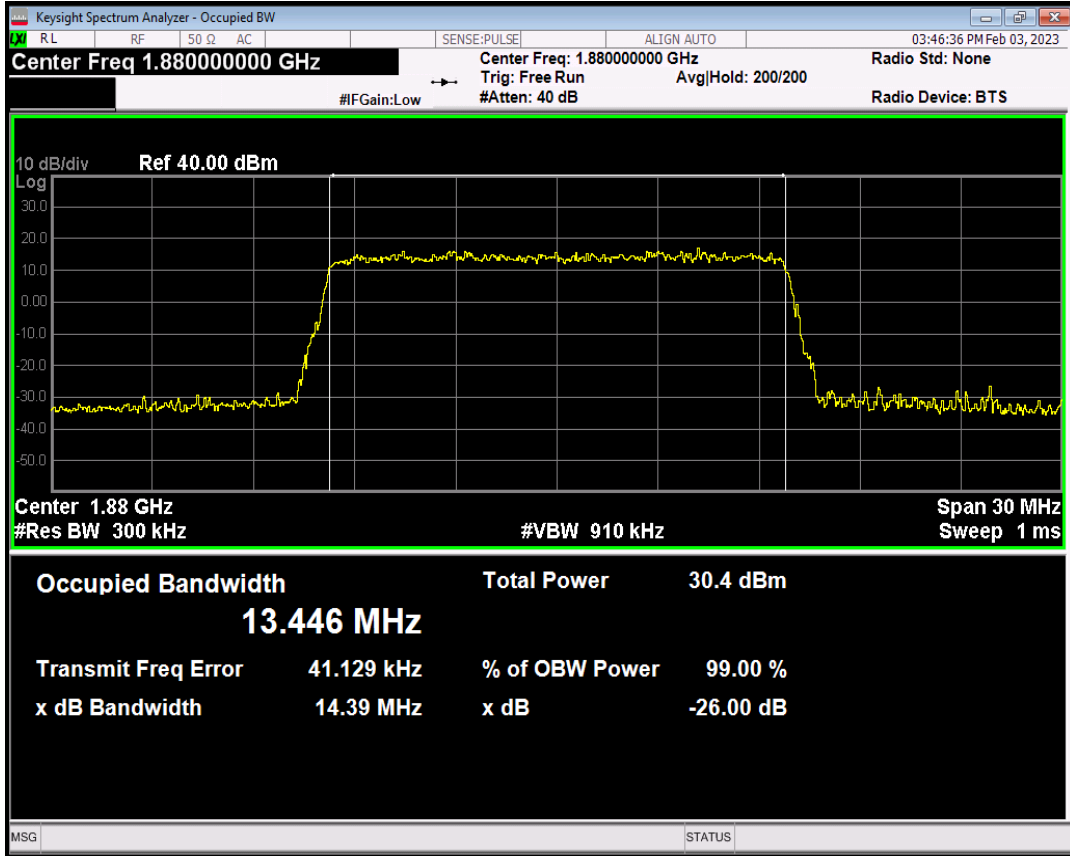 Keysight Spectrum Analyzer - Occupied BW
LXI RL RF 50 Ω AC SENSE:PULSE ALIGN AUTO 03:46:36 PM Feb 03, 2023
Center Freq 1.880000000 GHz Center Freq: 1.880000000 GHz Radio Std: None
Trig: Free Run Avg|Hold: 200/200
#IFGain:Low #Atten: 40 dB Radio Device: BTS
10 dB/div Ref 40.00 dBm
Log
30.0
20.0
10.0
0.00
-10.0
-20.0
-30.0
-40.0
-50.0
Center 1.88 GHz Span 30 MHz
#Res BW 300 kHz #VBW 910 kHz Sweep 1 ms
Occupied Bandwidth Total Power 30.4 dBm
13.446 MHz
Transmit Freq Error 41.129 kHz % of OBW Power 99.00 %
x dB Bandwidth 14.39 MHz x dB -26.00 dB
MSG STATUS